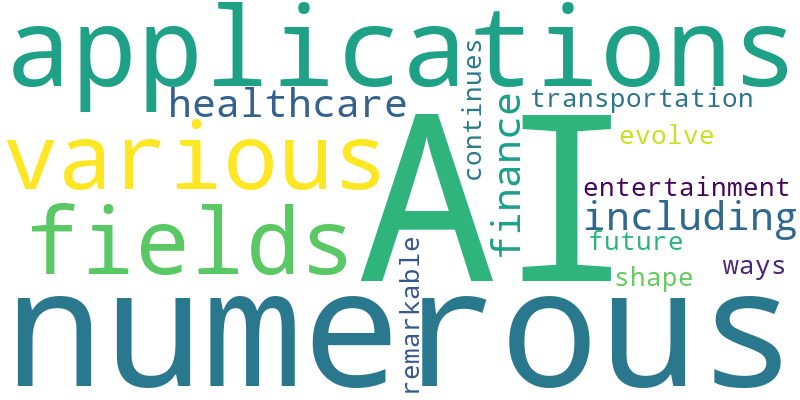 applications
healthcare
continues
transportation
various
AI
finance
evolve
entertainment
fields
including
future
remarkable
shape
ways
numerous